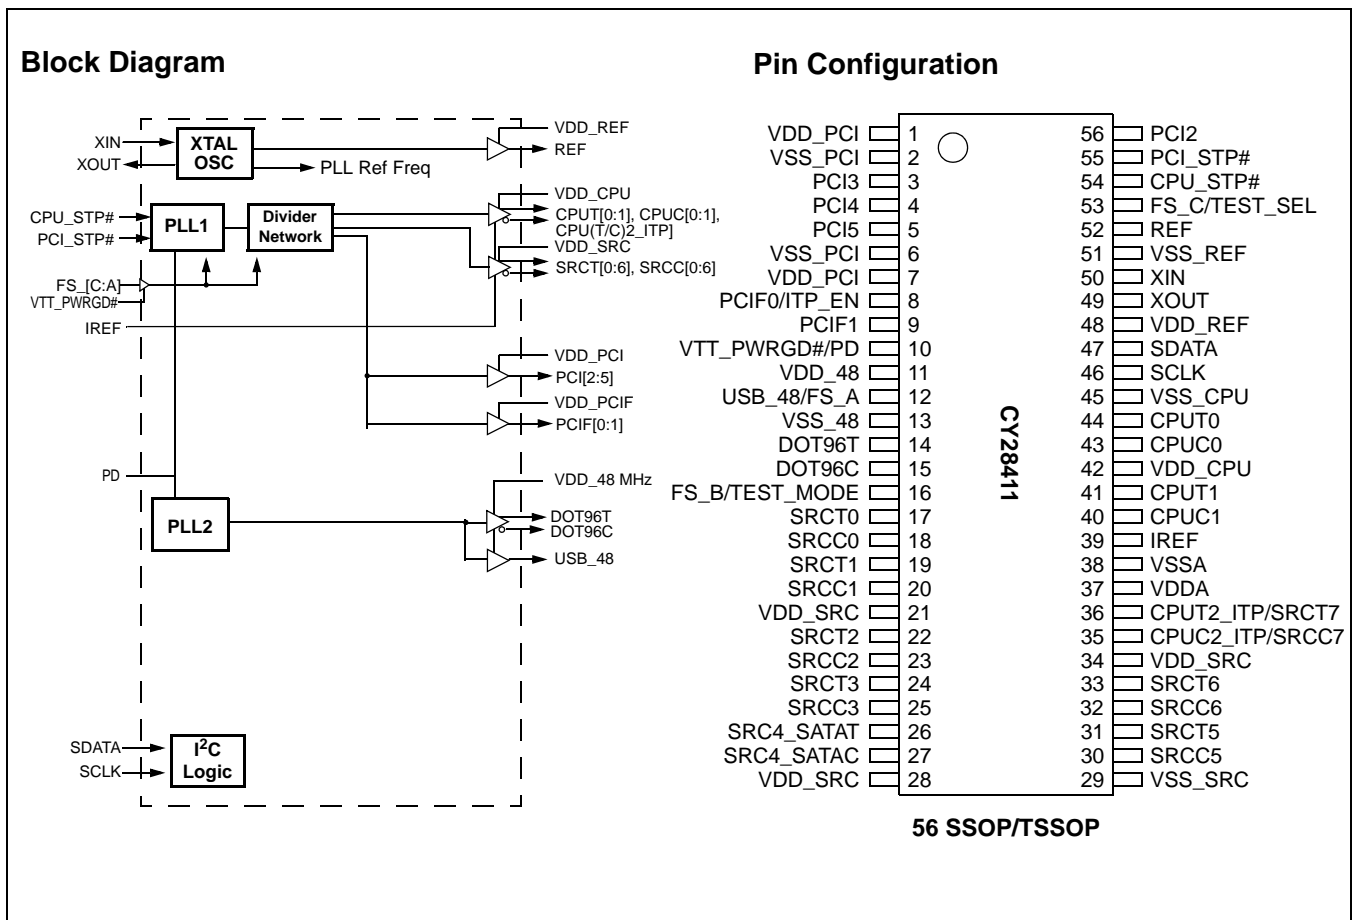 Block Diagram
XIN
XOUT
XTAL
OSC
PLL Ref Freq
VDD_REF
REF
CPU_STP#
PCI_STP#
PLL1
Divider
Network
VDD_CPU
CPUT[0:1], CPUC[0:1],
CPU(T/C)2_ITP]
VDD_SRC
SRCT[0:6], SRCC[0:6]
FS_[C:A]
VTT_PWRGD#
IREF
VDD_PCI
PCI[2:5]
VDD_PCIF
PCIF[0:1]
PD
PLL2
VDD_48 MHz
DOT96T
DOT96C
USB_48
SDATA
SCLK
I2C
Logic
Pin Configuration
VDD_PCI 1
VSS_PCI 2
PCI3 3
PCI4 4
PCI5 5
VSS_PCI 6
VDD_PCI 7
PCIF0/ITP_EN 8
PCIF1 9
VTT_PWRGD#/PD 10
VDD_48 11
USB_48/FS_A 12
VSS_48 13
DOT96T 14
DOT96C 15
FS_B/TEST_MODE 16
SRCT0 17
SRCC0 18
SRCT1 19
SRCC1 20
VDD_SRC 21
SRCT2 22
SRCC2 23
SRCT3 24
SRCC3 25
SRC4_SATAT 26
SRC4_SATAC 27
VDD_SRC 28
CY28411
56 PCI2
55 PCI_STP#
54 CPU_STP#
53 FS_C/TEST_SEL
52 REF
51 VSS_REF
50 XIN
49 XOUT
48 VDD_REF
47 SDATA
46 SCLK
45 VSS_CPU
44 CPUT0
43 CPUC0
42 VDD_CPU
41 CPUT1
40 CPUC1
39 IREF
38 VSSA
37 VDDA
36 CPUT2_ITP/SRCT7
35 CPUC2_ITP/SRCC7
34 VDD_SRC
33 SRCT6
32 SRCC6
31 SRCT5
30 SRCC5
29 VSS_SRC
56 SSOP/TSSOP